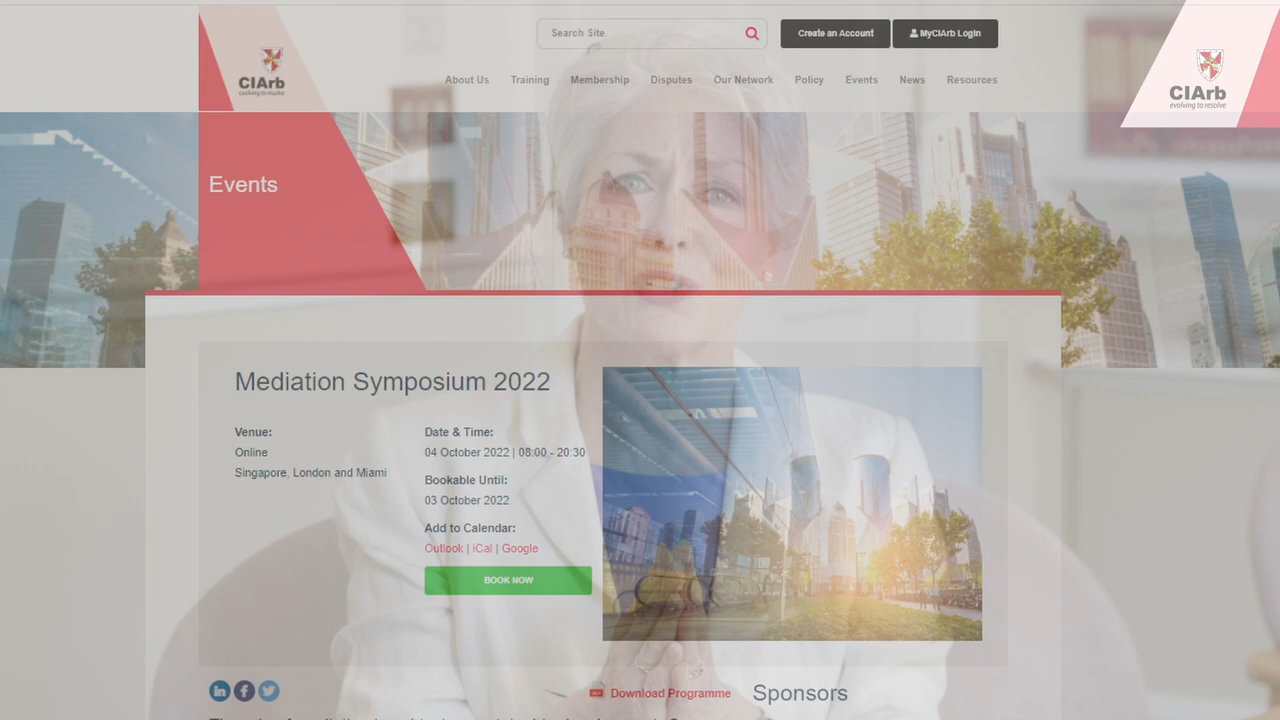 Search Site
Create an Account
MyCIArb Login
CIArb
evolving to resolve
About Us
Training
Membership
Disputes
Our Network
Policy
Events
News
Resources
CIArb
evolving to resolve
Events
Mediation Symposium 2022
Venue:
Online
Singapore, London and Miami
Date & Time:
04 October 2022 | 08:00 - 20:30
Bookable Until:
03 October 2022
Add to Calendar:
Outlook | iCal | Google
BOOK NOW
Download Programme
Sponsors